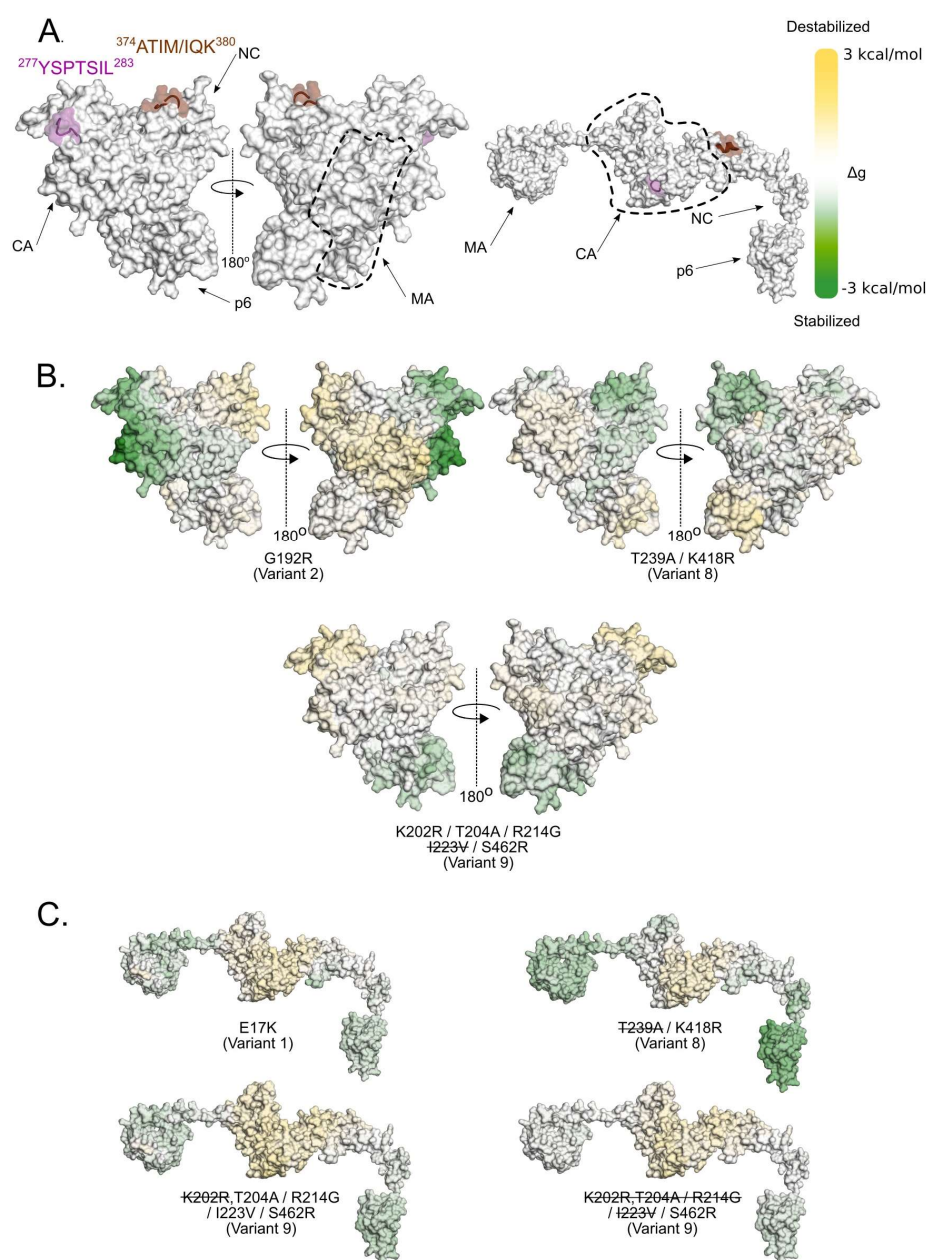 A.
³⁷⁴ATIM/IQK³⁸⁰
²⁷⁷YSPTSIL²⁸³
NC
CA
180º
p6
MA
MA
CA
NC
p6
Destabilized
3 kcal/mol
Δg
-3 kcal/mol
Stabilized
B.
180º
G192R
(Variant 2)
180º
T239A / K418R
(Variant 8)
180º
K202R / T204A / R214G
I223V / S462R
(Variant 9)
C.
E17K
(Variant 1)
T239A / K418R
(Variant 8)
K202R,T204A / R214G
/ I223V / S462R
(Variant 9)
K202R,T204A / R214G
/ I223V / S462R
(Variant 9)